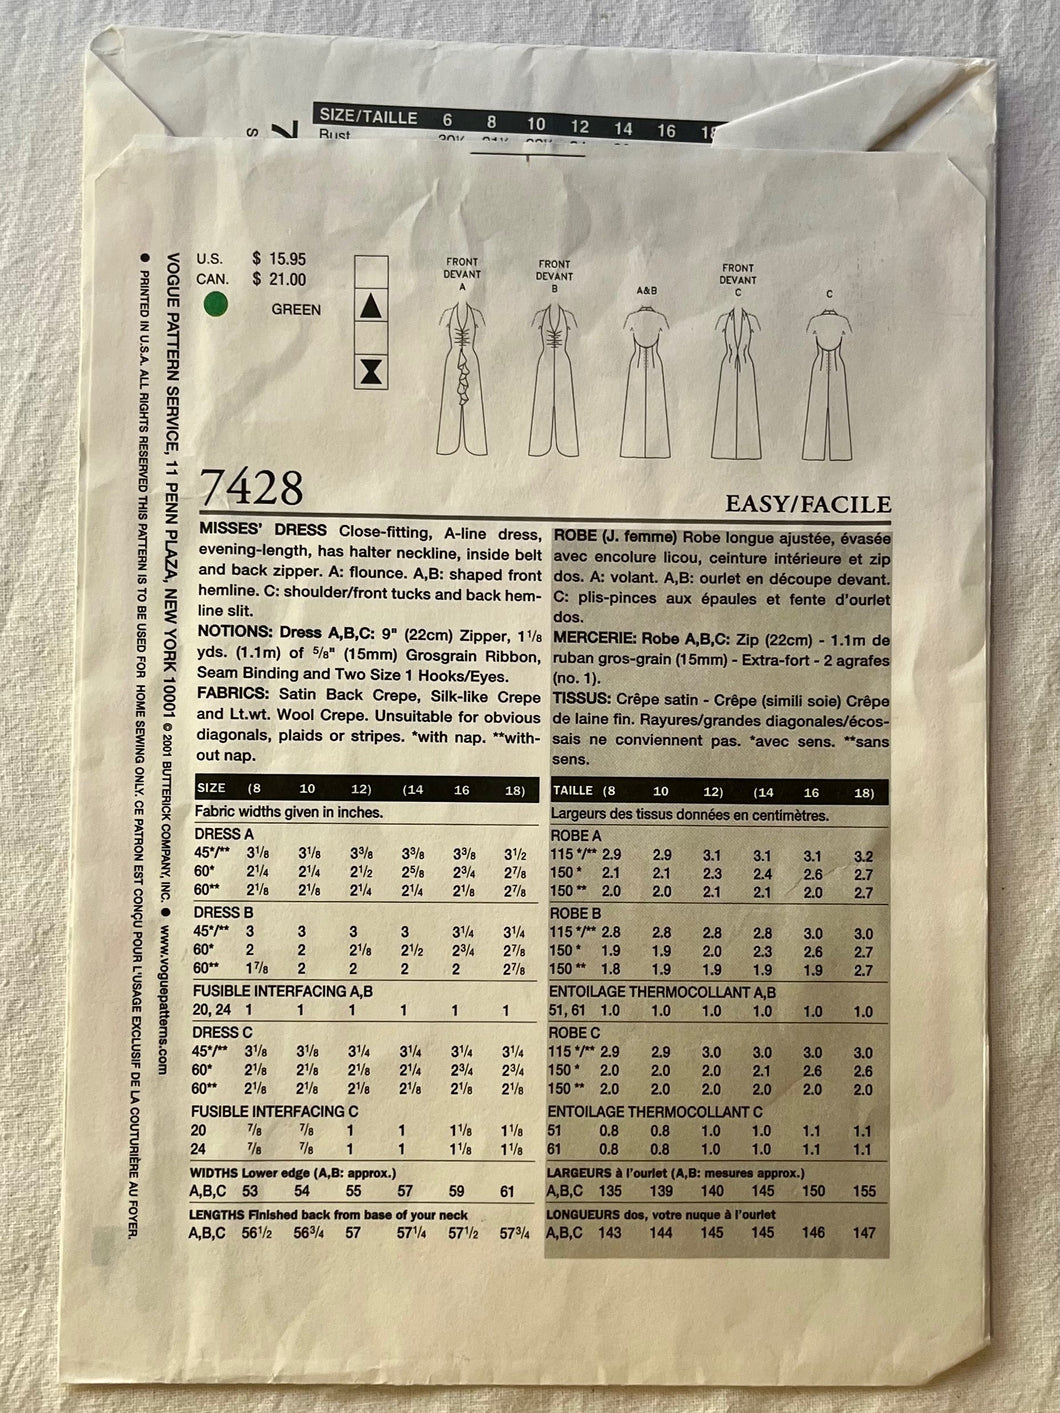 SIZE/TAILLE 6 8 10 12 14 16 18
Bust
7
S
U.S. $ 15.95
CAN. $ 21.00
GREEN
FRONT
DEVANT
A
FRONT
DEVANT
B
A&B
FRONT
DEVANT
C
C
7428
EASY/FACILE
MISSES' DRESS Close-fitting, A-line dress,
evening-length, has halter neckline, inside belt
and back zipper. A: flounce. A,B: shaped front
hemline. C: shoulder/front tucks and back hem-
line slit.
NOTIONS: Dress A,B,C: 9" (22cm) Zipper, 1 1/8
yds. (1.1m) of 5/8" (15mm) Grosgrain Ribbon,
Seam Binding and Two Size 1 Hooks/Eyes.
FABRICS: Satin Back Crepe, Silk-like Crepe
and Lt.wt. Wool Crepe. Unsuitable for obvious
diagonals, plaids or stripes. *with nap. **with-
out nap.
ROBE (J. femme) Robe longue ajustée, évasée
avec encolure licou, ceinture intérieure et zip
dos. A: volant. A,B: ourlet en découpe devant.
C: plis-pinces aux épaules et fente d'ourlet
dos.
MERCERIE: Robe A,B,C: Zip (22cm) - 1.1m de
ruban gros-grain (15mm) - Extra-fort - 2 agrafes
(no. 1).
TISSUS: Crêpe satin - Crêpe (simili soie) Crêpe
de laine fin. Rayures/grandes diagonales/écos-
sais ne conviennent pas. *avec sens. **sans
sens.
SIZE (8 10 12) (14 16 18)
Fabric widths given in inches.
DRESS A
45*/** 3 1/8 3 1/8 3 3/8 3 3/8 3 3/8 3 1/2
60* 2 1/4 2 1/4 2 1/2 2 5/8 2 3/4 2 7/8
60** 2 1/8 2 1/8 2 1/4 2 1/4 2 1/8 2 7/8
DRESS B
45*/** 3 3 3 3 3 1/4 3 1/4
60* 2 2 2 1/8 2 1/2 2 3/4 2 7/8
60** 1 7/8 2 2 2 2 2 7/8
FUSIBLE INTERFACING A,B
20, 24 1 1 1 1 1 1
DRESS C
45*/** 3 1/8 3 1/8 3 1/4 3 1/4 3 1/4 3 1/4
60* 2 1/8 2 1/8 2 1/8 2 1/4 2 3/4 2 3/4
60** 2 1/8 2 1/8 2 1/8 2 1/8 2 1/8 2 1/8
FUSIBLE INTERFACING C
20 7/8 7/8 1 1 1 1/8 1 1/8
24 7/8 7/8 1 1 1 1/8 1 1/8
WIDTHS Lower edge (A,B: approx.)
A,B,C 53 54 55 57 59 61
LENGTHS Finished back from base of your neck
A,B,C 56 1/2 56 3/4 57 57 1/4 57 1/2 57 3/4
TAILLE (8 10 12) (14 16 18)
Largeurs des tissus données en centimètres.
ROBE A
115 */** 2.9 2.9 3.1 3.1 3.1 3.2
150 * 2.1 2.1 2.3 2.4 2.6 2.7
150 ** 2.0 2.0 2.1 2.1 2.0 2.7
ROBE B
115 */** 2.8 2.8 2.8 2.8 3.0 3.0
150 * 1.9 1.9 2.0 2.3 2.6 2.7
150 ** 1.8 1.9 1.9 1.9 1.9 2.7
ENTOILAGE THERMOCOLLANT A,B
51, 61 1.0 1.0 1.0 1.0 1.0 1.0
ROBE C
115 */** 2.9 2.9 3.0 3.0 3.0 3.0
150 * 2.0 2.0 2.0 2.1 2.6 2.6
150 ** 2.0 2.0 2.0 2.0 2.0 2.0
ENTOILAGE THERMOCOLLANT C
51 0.8 0.8 1.0 1.0 1.1 1.1
61 0.8 0.8 1.0 1.0 1.1 1.1
LARGEURS à l'ourlet (A,B: mesures approx.)
A,B,C 135 139 140 145 150 155
LONGUEURS dos, votre nuque à l'ourlet
A,B,C 143 144 145 145 146 147
VOGUE PATTERN SERVICE, 11 PENN PLAZA, NEW YORK 10001 © 2001 BUTTERICK COMPANY, INC. ● www.voguepatterns.com
● PRINTED IN U.S.A. ALL RIGHTS RESERVED THIS PATTERN IS TO BE USED FOR HOME SEWING ONLY. CE PATRON EST CONÇU POUR L'USAGE EXCLUSIF DE LA COUTURIÈRE AU FOYER.